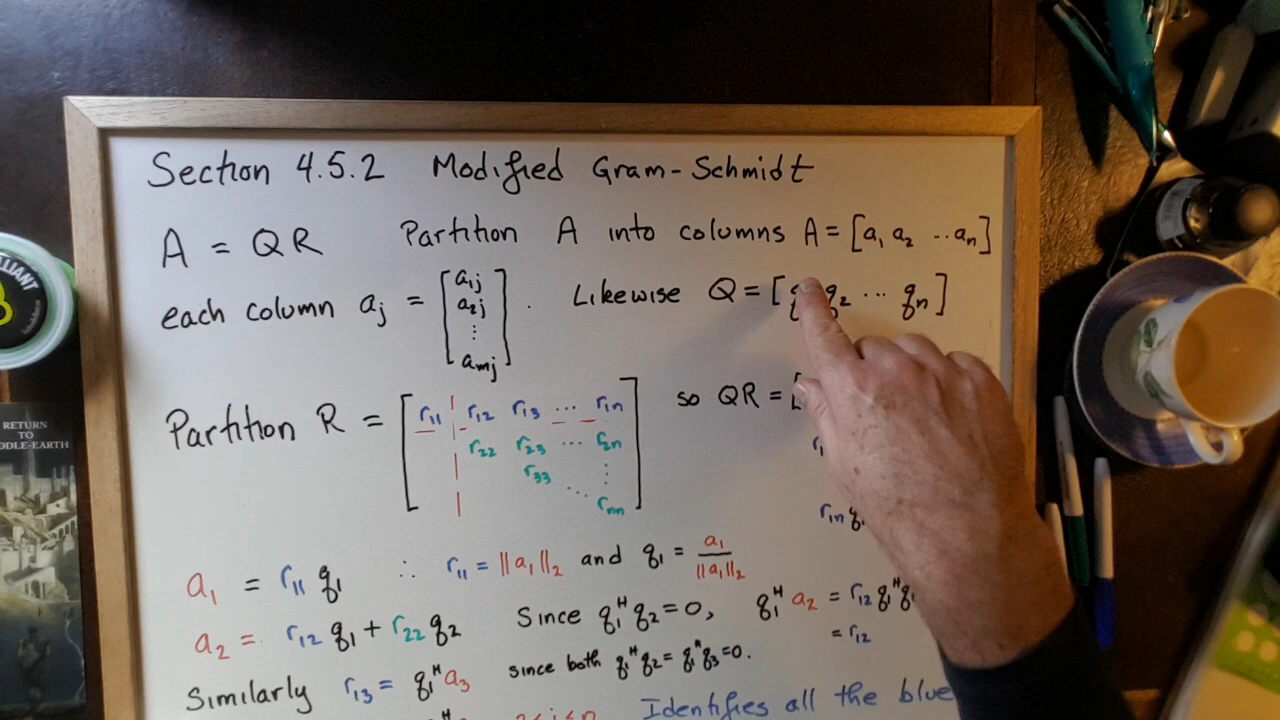 Section 4.5.2 Modified Gram-Schmidt
A = QR Partition A into columns A = [a₁ a₂ ··aₙ]
each column aⱼ = [a₁ⱼ a₂ⱼ ⋮ aₘⱼ] . Likewise Q = [ q₂ ··· qₙ]
Partition R = [r₁₁ r₁₂ r₁₃ ··· r₁ₙ
r₂₂ r₂₃ ··· r₂ₙ
r₃₃ ⋮
⋱ rₙₙ] so QR = [
r₁ₙ q
a₁ = r₁₁ q₁ ∴ r₁₁ = ||a₁||₂ and q₁ = a₁ / ||a₁||₂
a₂ = r₁₂ q₁ + r₂₂ q₂ Since q₁ᴴ q₂ = 0, q₁ᴴ a₂ = r₁₂ q₁ᴴ q₁
= r₁₂
Similarly r₁₃ = q₁ᴴ a₃ since both q₁ᴴ q₂ = q₁ᴴ q₃ = 0.
Identifies all the blue
RETURN
TO
DDLE-EARTH